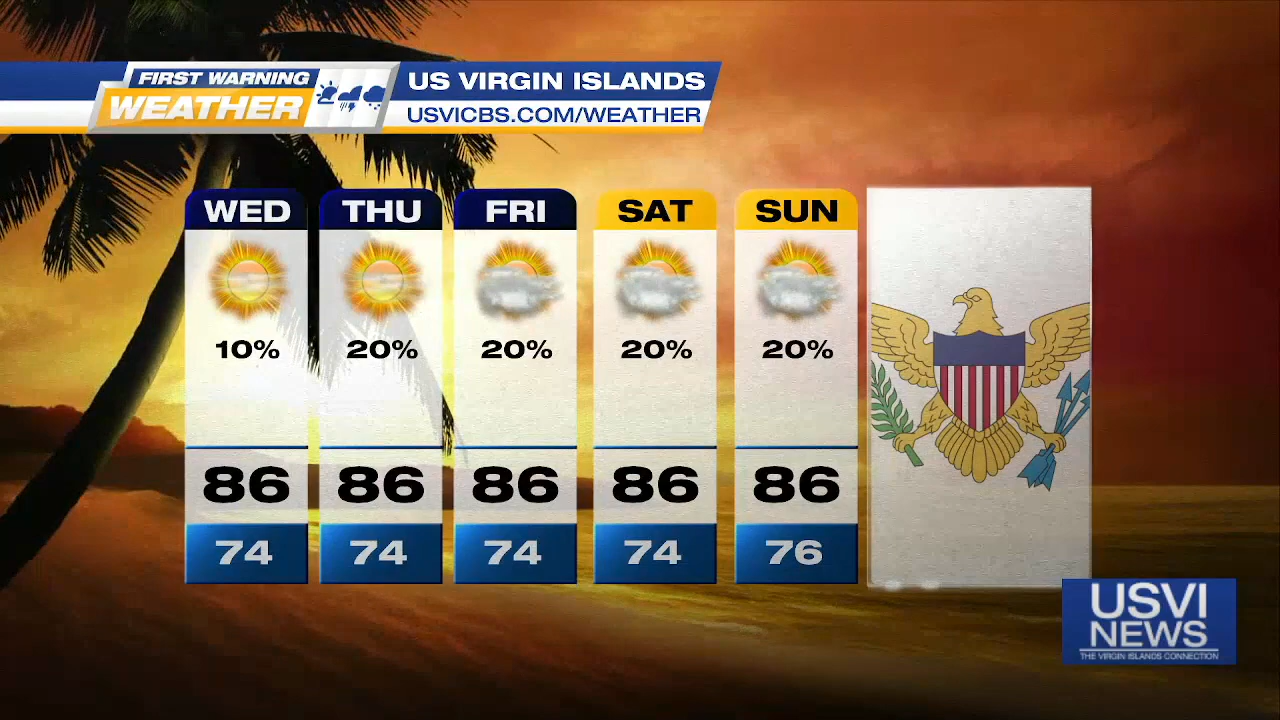 FIRST WARNING
WEATHER
US VIRGIN ISLANDS
USVICBS.COM/WEATHER
WED THU FRI SAT SUN
10% 20% 20% 20% 20%
86 86 86 86 86
74 74 74 74 76
USVI
NEWS
THE VIRGIN ISLANDS CONNECTION